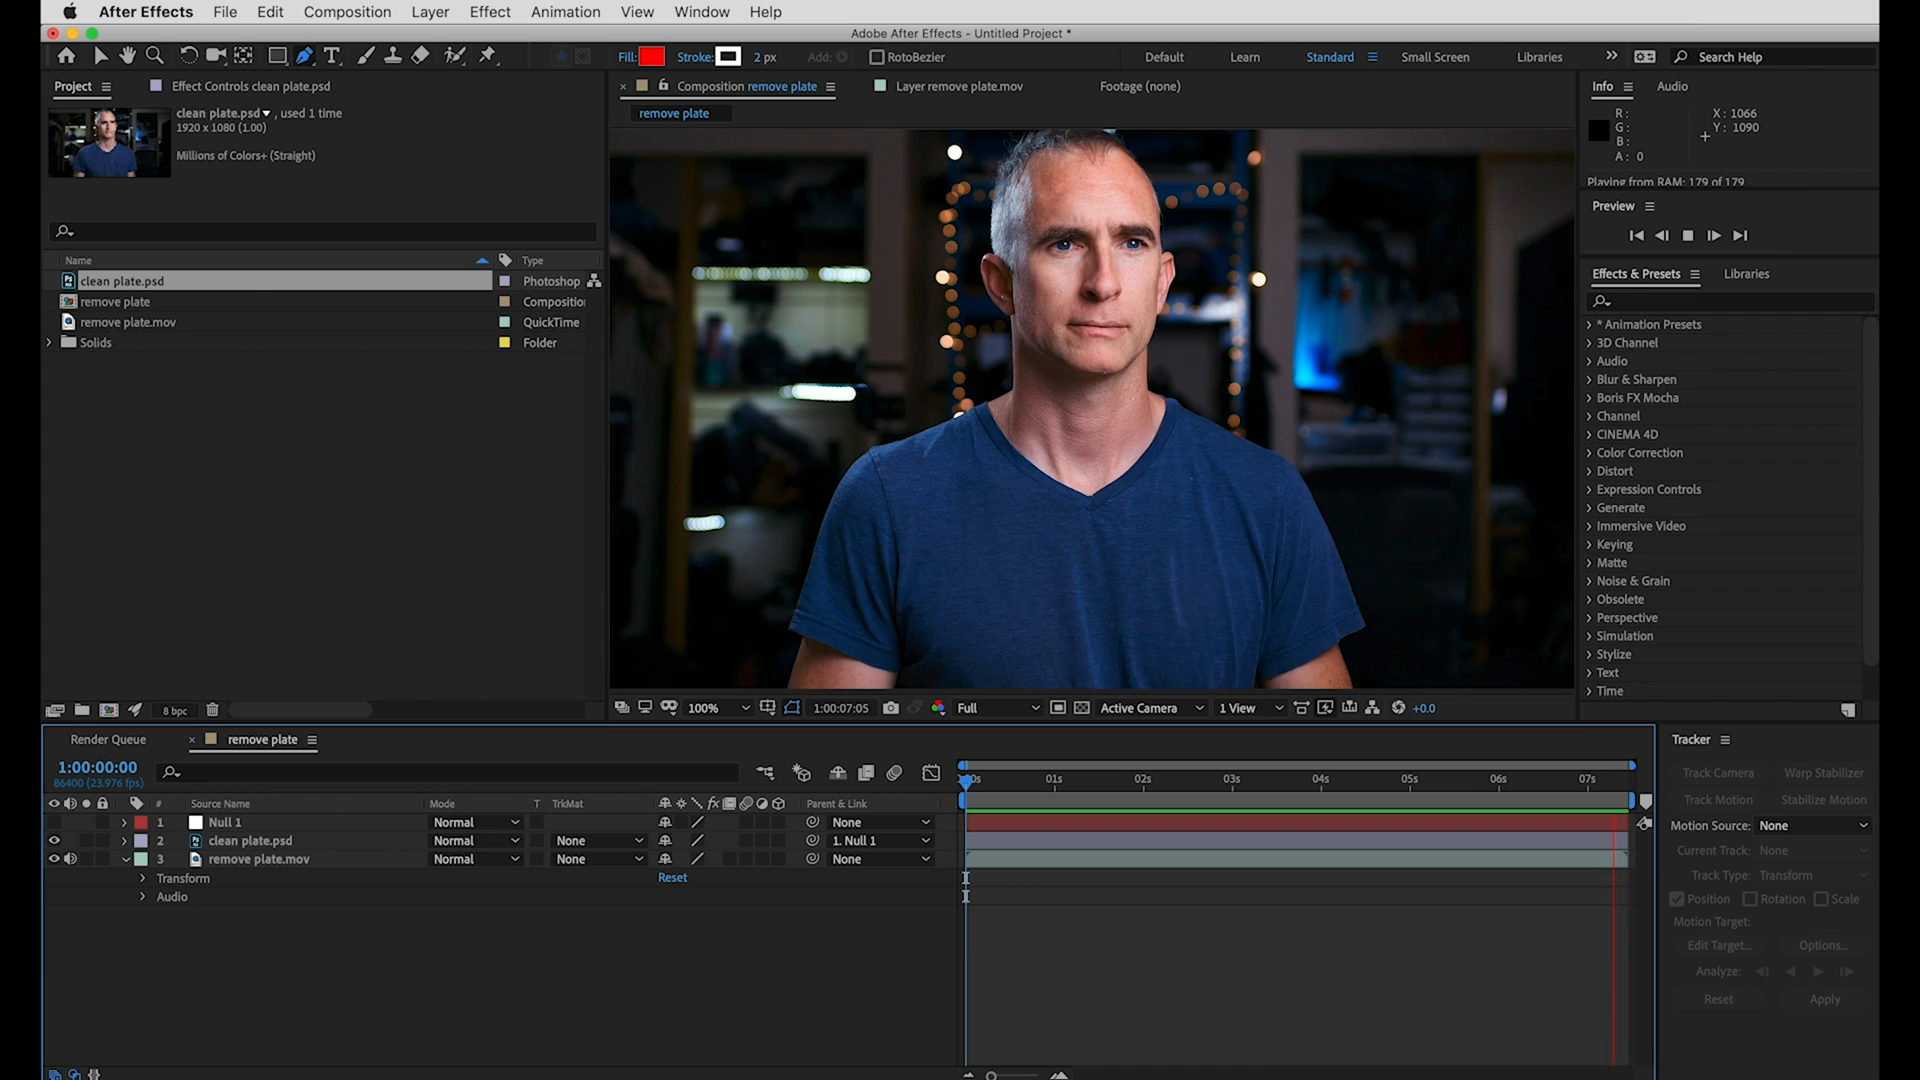 After Effects File Edit Composition Layer Effect Animation View Window Help
Adobe After Effects - Untitled Project *
Fill: Stroke: 2 px Add: RotoBezier Default Learn Standard Small Screen Libraries Search Help
Project Effect Controls clean plate.psd
clean plate.psd , used 1 time
1920 x 1080 (1.00)
Millions of Colors+ (Straight)
Name Type
clean plate.psd Photoshop
remove plate Compositio
remove plate.mov QuickTime
Solids Folder
8 bpc
Composition remove plate Layer remove plate.mov Footage (none)
remove plate
100% 1:00:07:05 Full Active Camera 1 View +0.0
Info Audio
R: X: 1066
G: Y: 1090
B:
A: 0
Playing from RAM: 179 of 179
Preview
Effects & Presets Libraries
* Animation Presets
3D Channel
Audio
Blur & Sharpen
Boris FX Mocha
Channel
CINEMA 4D
Color Correction
Distort
Expression Controls
Generate
Immersive Video
Keying
Matte
Noise & Grain
Obsolete
Perspective
Simulation
Stylize
Text
Time
Render Queue remove plate
1:00:00:00
86400 (23.976 fps)
0s 01s 02s 03s 04s 05s 06s 07s
# Source Name Mode T TrkMat fx Parent & Link
1 Null 1 Normal None
2 clean plate.psd Normal None 1. Null 1
3 remove plate.mov Normal None None
Transform Reset
Audio
Tracker
Track Camera Warp Stabilizer
Track Motion Stabilize Motion
Motion Source: None
Current Track: None
Track Type: Transform
Position Rotation Scale
Motion Target:
Edit Target... Options...
Analyze:
Reset Apply